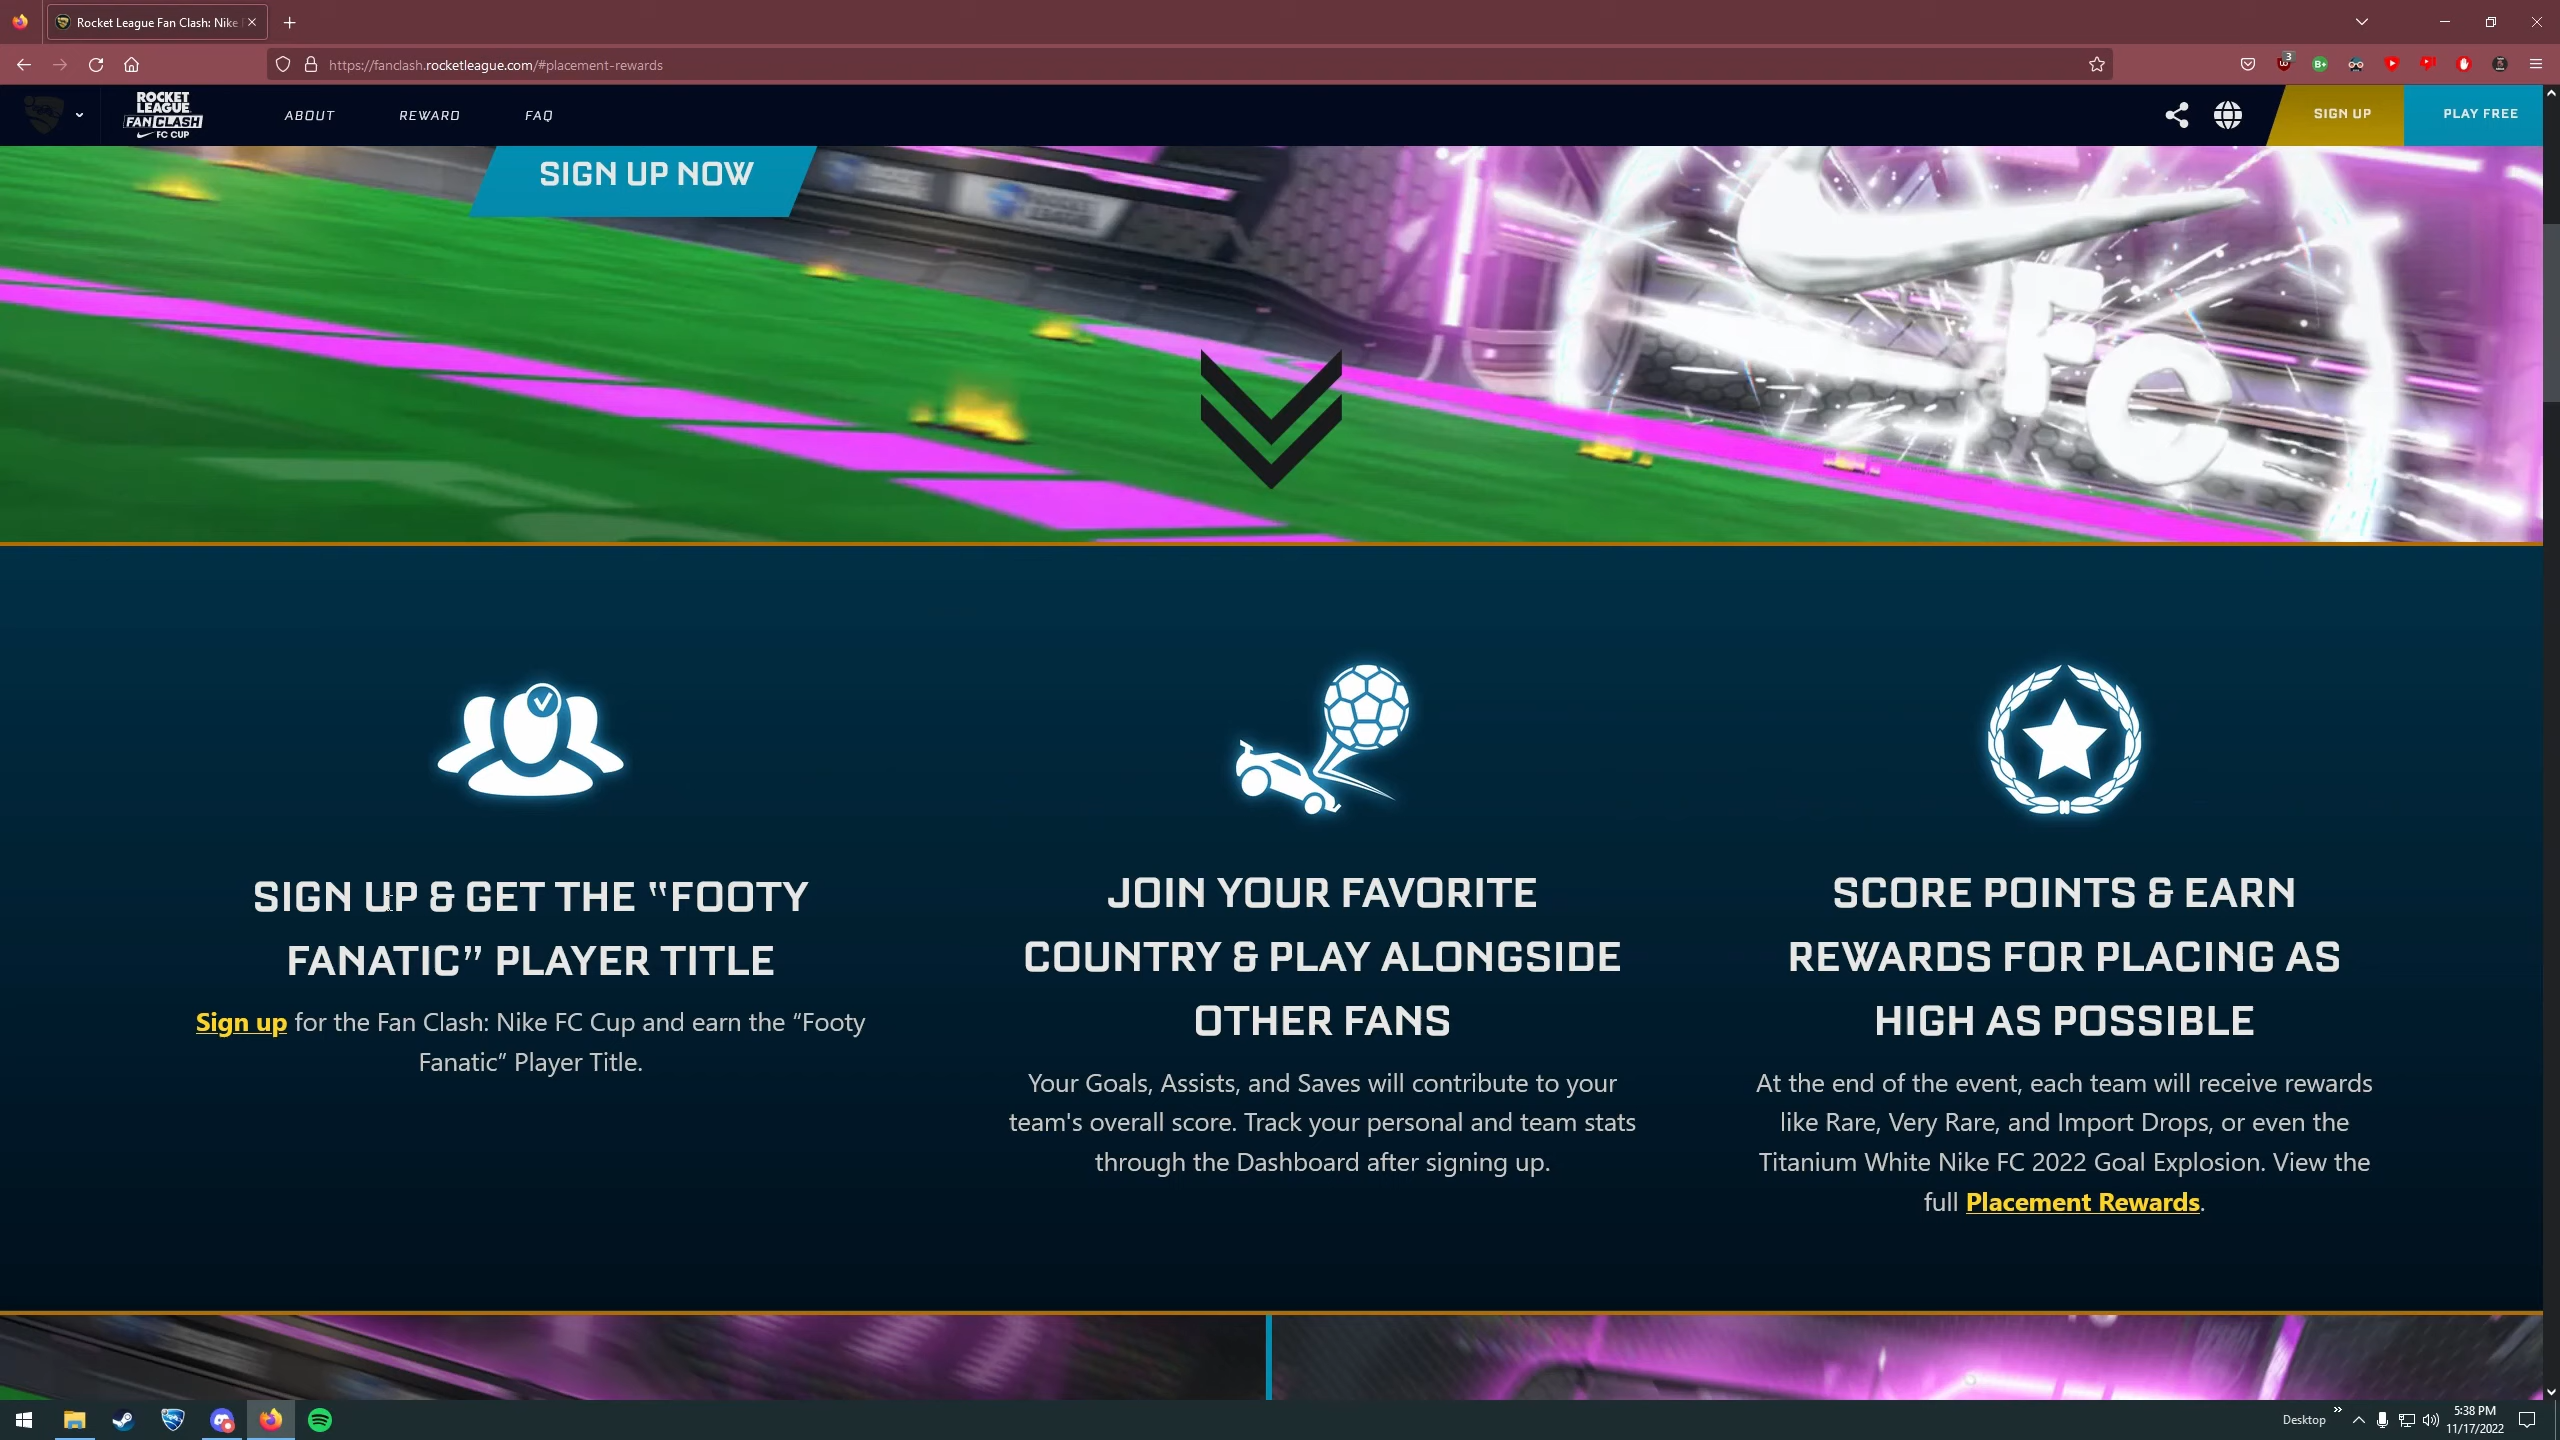 Rocket League Fan Clash: Nike
https://fanclash.rocketleague.com/#placement-rewards
3
B+
ROCKET
LEAGUE
FAN CLASH
FC CUP
ABOUT
REWARD
FAQ
SIGN UP
PLAY FREE
SIGN UP NOW
FC
SIGN UP & GET THE “FOOTY
FANATIC” PLAYER TITLE
Sign up for the Fan Clash: Nike FC Cup and earn the “Footy
Fanatic” Player Title.
JOIN YOUR FAVORITE
COUNTRY & PLAY ALONGSIDE
OTHER FANS
Your Goals, Assists, and Saves will contribute to your
team's overall score. Track your personal and team stats
through the Dashboard after signing up.
SCORE POINTS & EARN
REWARDS FOR PLACING AS
HIGH AS POSSIBLE
At the end of the event, each team will receive rewards
like Rare, Very Rare, and Import Drops, or even the
Titanium White Nike FC 2022 Goal Explosion. View the
full Placement Rewards.
Desktop
5:38 PM
11/17/2022